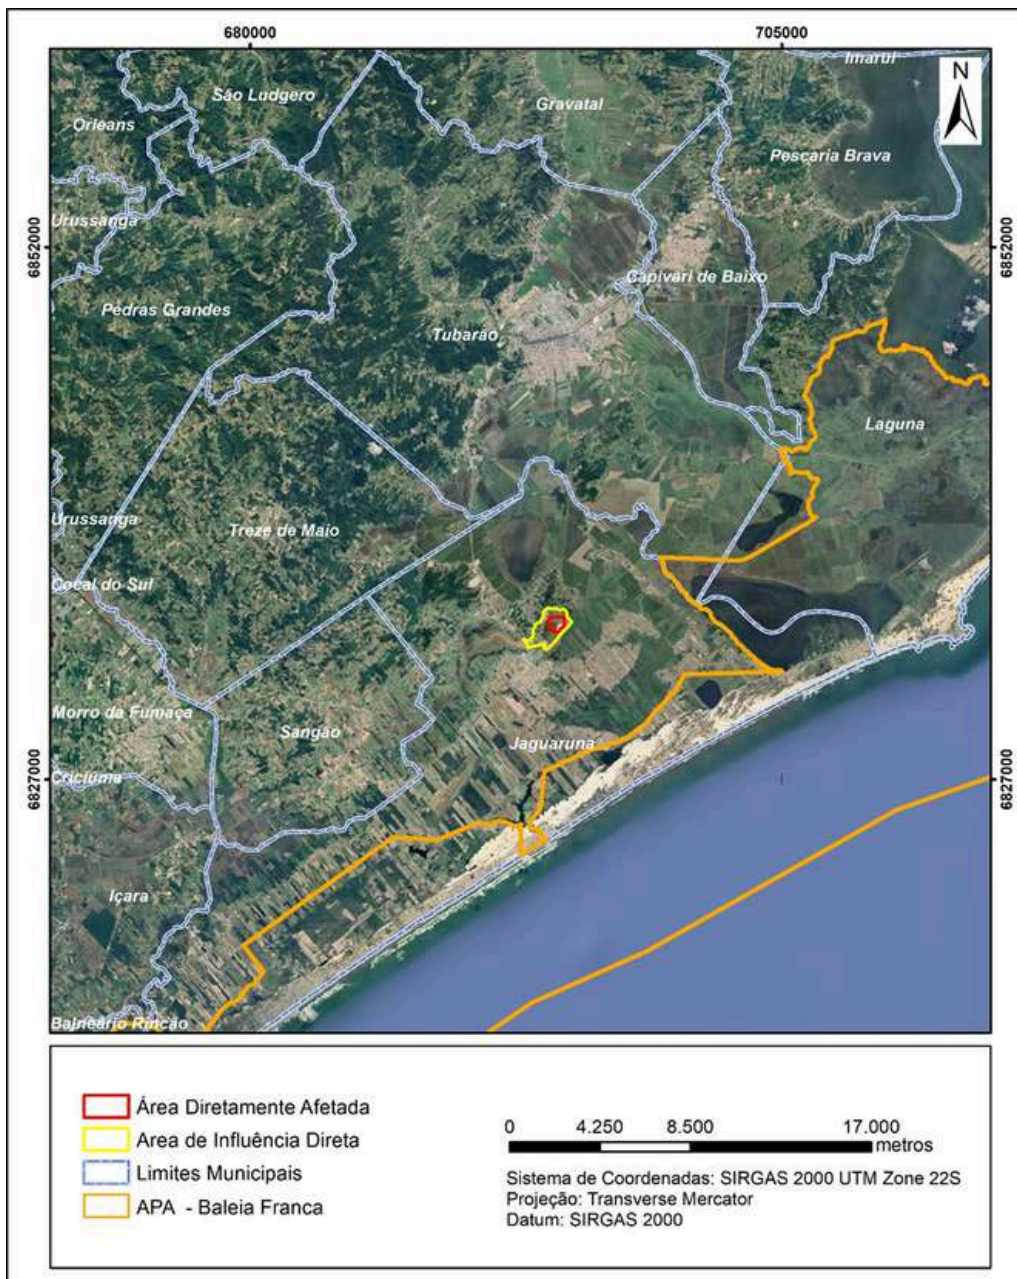 680000
705000
Imaruí
N
São Ludgero
Gravatal
Orleans
Pescaria Brava
Urussanga
6852000
6852000
Capivari de Baixo
Pedras Grandes
Tubarão
Laguna
Urussanga
Treze de Maio
Cocal do Sul
Morro da Fumaça
Sangão
Jaguaruna
Criciúma
6827000
6827000
Içara
Balneário Rincão
Área Diretamente Afetada
Area de Influência Direta
Limites Municipais
APA - Baleia Franca
0 4.250 8.500 17.000
metros
Sistema de Coordenadas: SIRGAS 2000 UTM Zone 22S
Projeção: Transverse Mercator
Datum: SIRGAS 2000